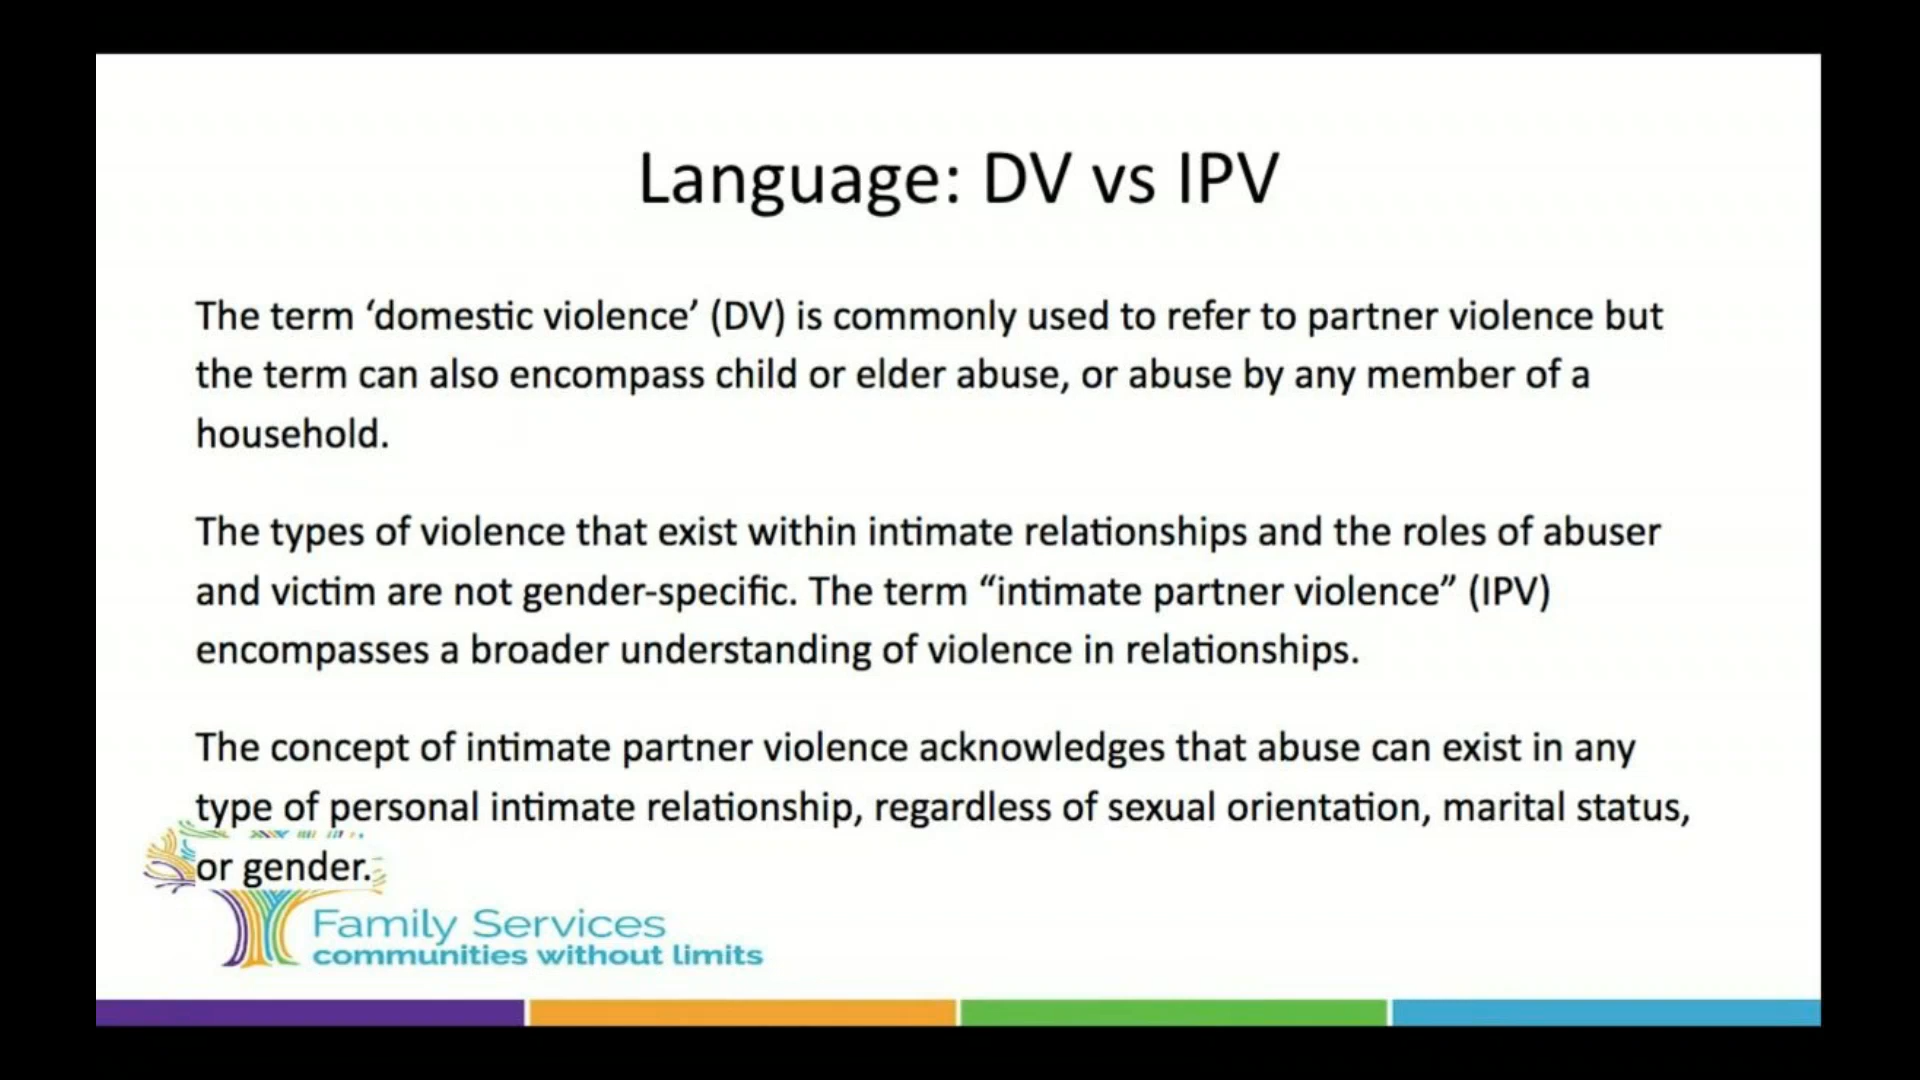 Language: DV vs IPV
The term ‘domestic violence’ (DV) is commonly used to refer to partner violence but
the term can also encompass child or elder abuse, or abuse by any member of a
household.
The types of violence that exist within intimate relationships and the roles of abuser
and victim are not gender-specific. The term “intimate partner violence” (IPV)
encompasses a broader understanding of violence in relationships.
The concept of intimate partner violence acknowledges that abuse can exist in any
type of personal intimate relationship, regardless of sexual orientation, marital status,
or gender.
Family Services
communities without limits